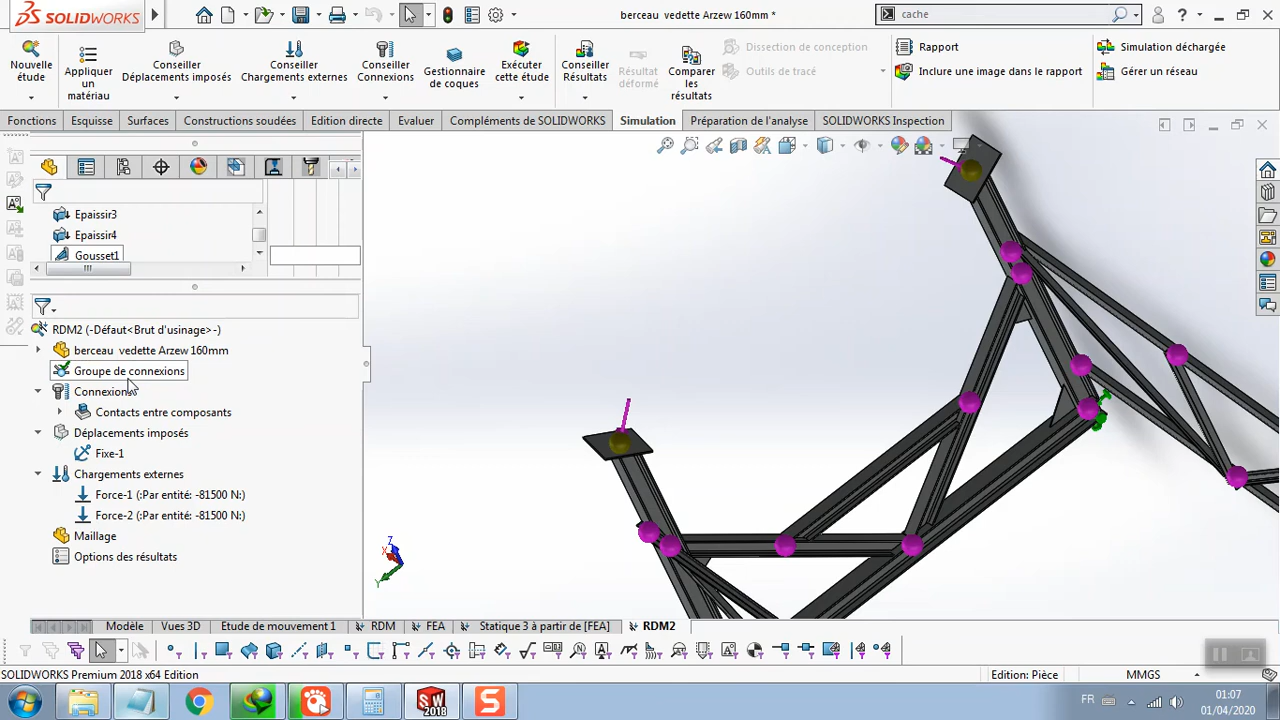 SOLIDWORKS
berceau vedette Arzew 160mm *
cache
Nouvelle étude
Appliquer un matériau
Conseiller Déplacements imposés
Conseiller Chargements externes
Conseiller Connexions
Gestionnaire de coques
Exécuter cette étude
Conseiller Résultats
Résultat déformé
Comparer les résultats
Dissection de conception
Outils de tracé
Rapport
Inclure une image dans le rapport
Simulation déchargée
Gérer un réseau
Fonctions
Esquisse
Surfaces
Constructions soudées
Edition directe
Evaluer
Compléments de SOLIDWORKS
Simulation
Préparation de l'analyse
SOLIDWORKS Inspection
Epaissir3
Epaissir4
Gousset1
RDM2 (-Défaut<Brut d'usinage>-)
berceau vedette Arzew 160mm
Groupe de connexions
Connexions
Contacts entre composants
Déplacements imposés
Fixe-1
Chargements externes
Force-1 (:Par entité: -81500 N:)
Force-2 (:Par entité: -81500 N:)
Maillage
Options des résultats
Z
X
Y
Modèle
Vues 3D
Etude de mouvement 1
RDM
FEA
Statique 3 à partir de [FEA]
RDM2
SOLIDWORKS Premium 2018 x64 Edition
Edition: Pièce
MMGS
SW
2018
S
FR
01:07
01/04/2020